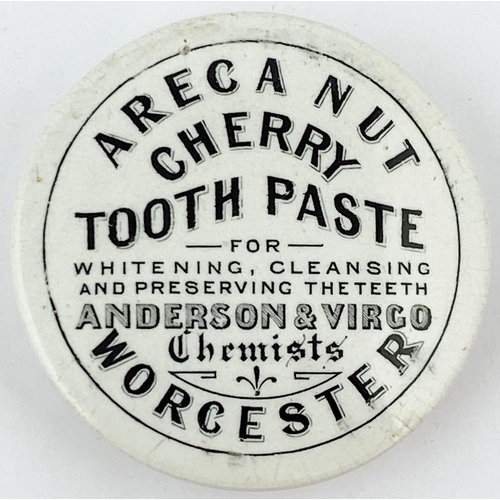 ARECA NUT
CHERRY
TOOTH PASTE
FOR
WHITENING, CLEANSING
AND PRESERVING THE TEETH
ANDERSON & VIRGO
Chemists
WORCESTER